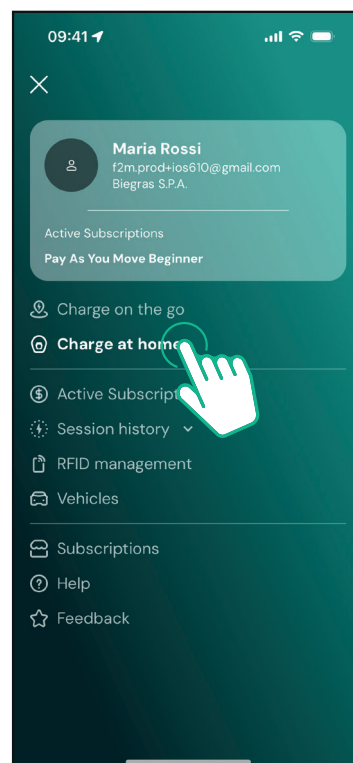 09:41
Maria Rossi
f2m.prod+ios610@gmail.com
Biegras S.P.A.
Active Subscriptions
Pay As You Move Beginner
Charge on the go
Charge at home
Active Subscript
Session history
RFID management
Vehicles
Subscriptions
Help
Feedback